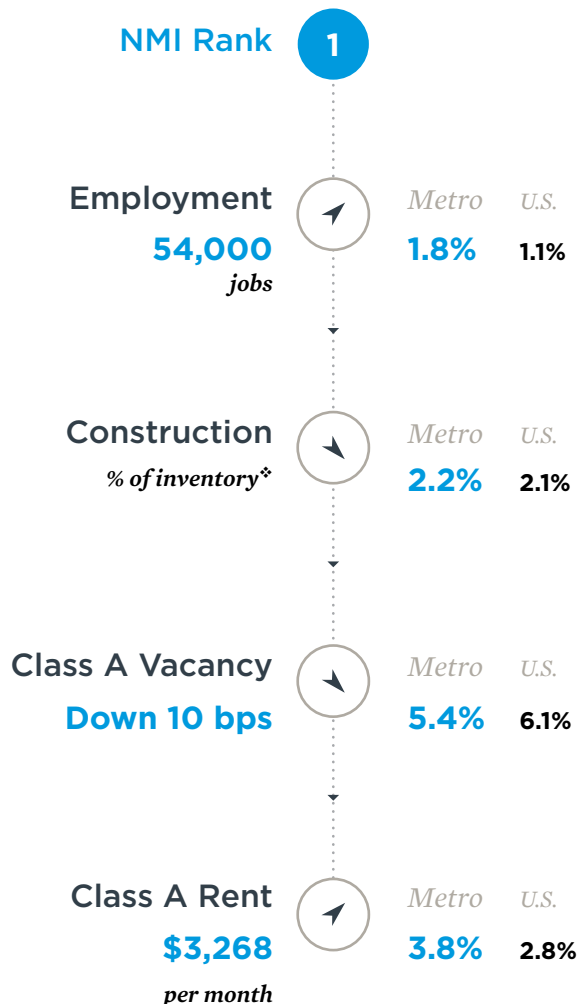 NMI Rank 1
Employment Metro U.S.
54,000 1.8% 1.1%
jobs
Construction Metro U.S.
% of inventory❖ 2.2% 2.1%
Class A Vacancy Metro U.S.
Down 10 bps 5.4% 6.1%
Class A Rent Metro U.S.
$3,268 3.8% 2.8%
per month